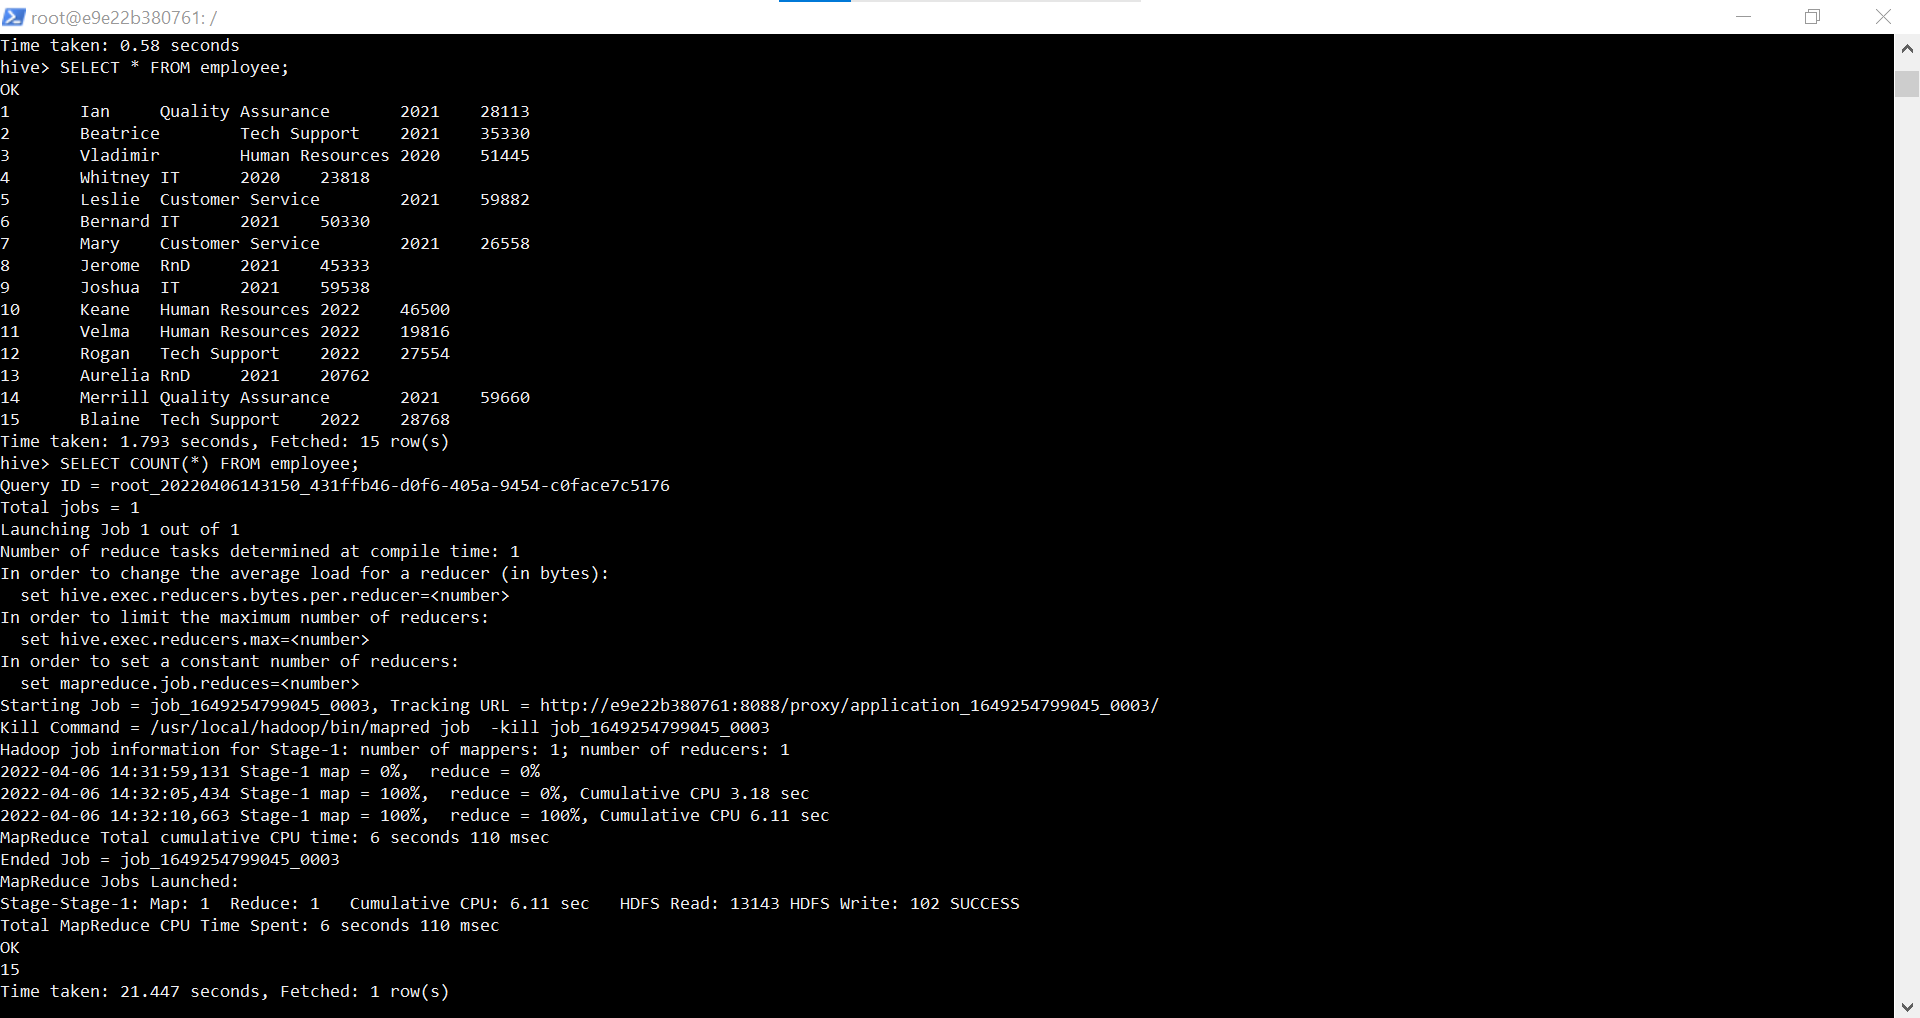 root@e9e22b380761: /
Time taken: 0.58 seconds
hive> SELECT * FROM employee;
OK
1       Ian     Quality Assurance       2021    28113
2       Beatrice        Tech Support    2021    35330
3       Vladimir        Human Resources 2020    51445
4       Whitney IT      2020    23818
5       Leslie  Customer Service        2021    59882
6       Bernard IT      2021    50330
7       Mary    Customer Service        2021    26558
8       Jerome  RnD     2021    45333
9       Joshua  IT      2021    59538
10      Keane   Human Resources 2022    46500
11      Velma   Human Resources 2022    19816
12      Rogan   Tech Support    2022    27554
13      Aurelia RnD     2021    20762
14      Merrill Quality Assurance       2021    59660
15      Blaine  Tech Support    2022    28768
Time taken: 1.793 seconds, Fetched: 15 row(s)
hive> SELECT COUNT(*) FROM employee;
Query ID = root_20220406143150_431ffb46-d0f6-405a-9454-c0face7c5176
Total jobs = 1
Launching Job 1 out of 1
Number of reduce tasks determined at compile time: 1
In order to change the average load for a reducer (in bytes):
  set hive.exec.reducers.bytes.per.reducer=<number>
In order to limit the maximum number of reducers:
  set hive.exec.reducers.max=<number>
In order to set a constant number of reducers:
  set mapreduce.job.reduces=<number>
Starting Job = job_1649254799045_0003, Tracking URL = http://e9e22b380761:8088/proxy/application_1649254799045_0003/
Kill Command = /usr/local/hadoop/bin/mapred job  -kill job_1649254799045_0003
Hadoop job information for Stage-1: number of mappers: 1; number of reducers: 1
2022-04-06 14:31:59,131 Stage-1 map = 0%,  reduce = 0%
2022-04-06 14:32:05,434 Stage-1 map = 100%,  reduce = 0%, Cumulative CPU 3.18 sec
2022-04-06 14:32:10,663 Stage-1 map = 100%,  reduce = 100%, Cumulative CPU 6.11 sec
MapReduce Total cumulative CPU time: 6 seconds 110 msec
Ended Job = job_1649254799045_0003
MapReduce Jobs Launched:
Stage-Stage-1: Map: 1  Reduce: 1   Cumulative CPU: 6.11 sec   HDFS Read: 13143 HDFS Write: 102 SUCCESS
Total MapReduce CPU Time Spent: 6 seconds 110 msec
OK
15
Time taken: 21.447 seconds, Fetched: 1 row(s)